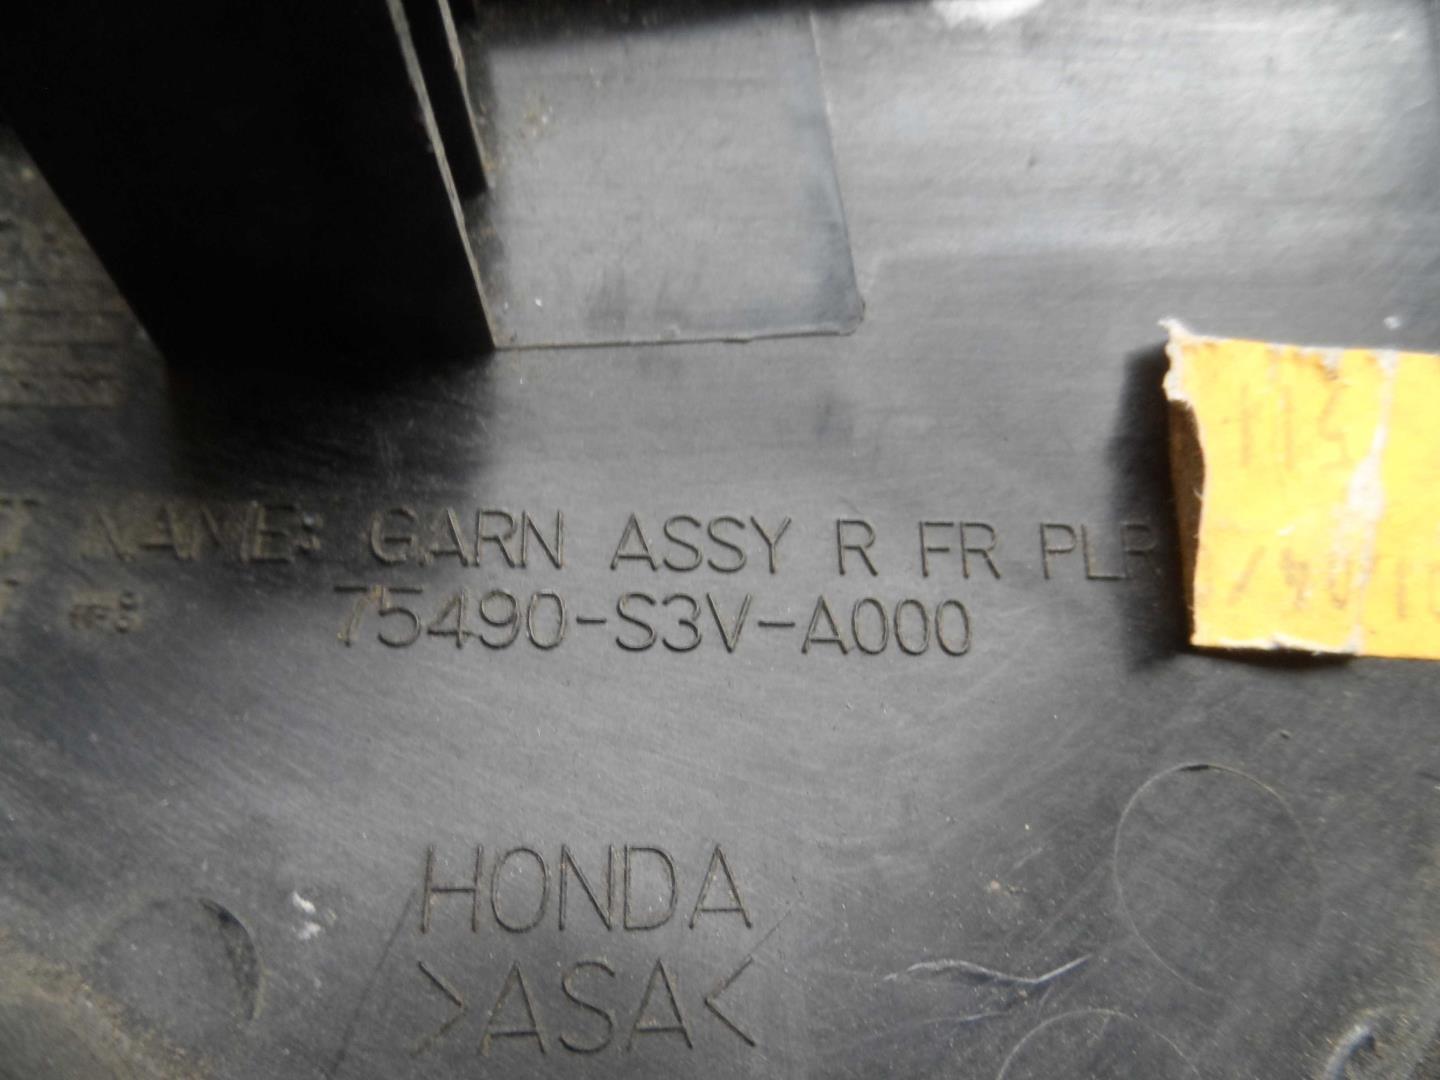 T NAME: GARN ASSY R FR PLR
75490-S3V-A000
HONDA
>ASA<